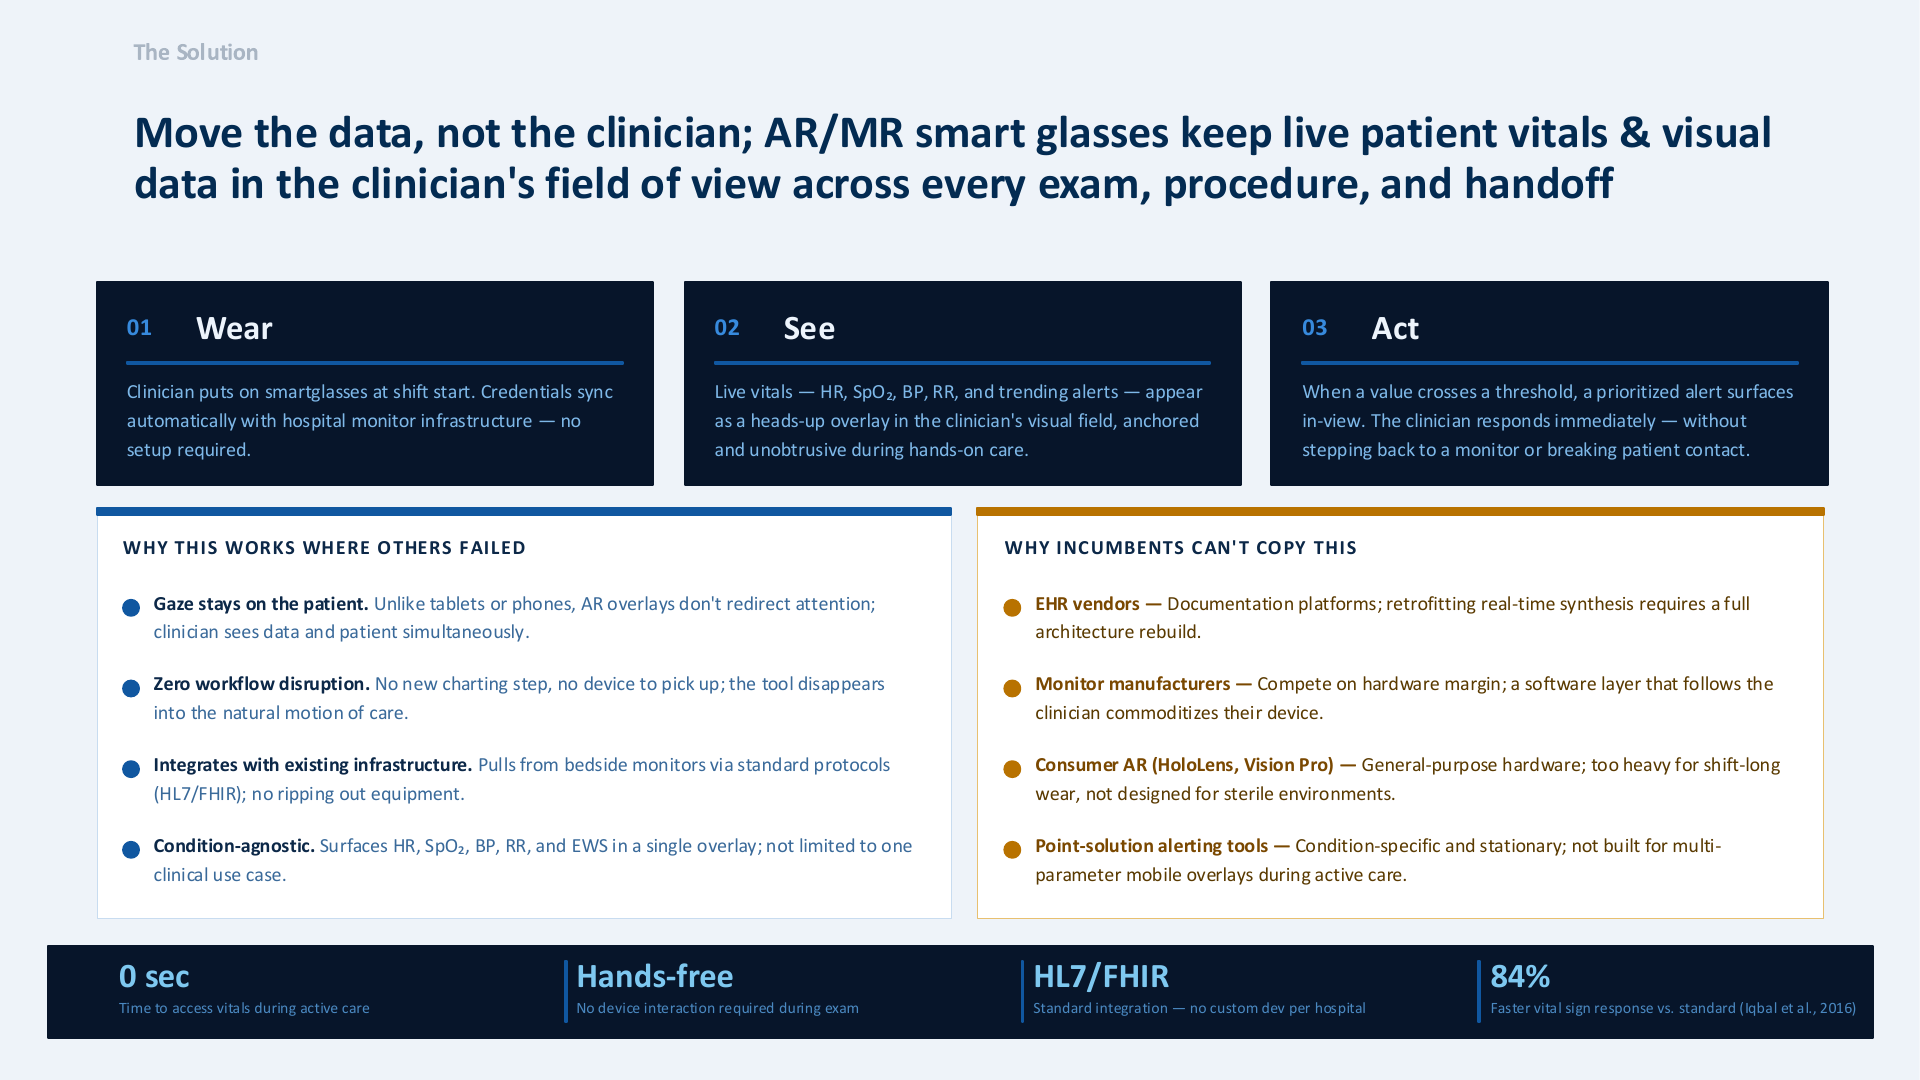 The Solution
Move the data, not the clinician; AR/MR smart glasses keep live patient vitals & visual
data in the clinician's field of view across every exam, procedure, and handoff
01 Wear
Clinician puts on smartglasses at shift start. Credentials sync
automatically with hospital monitor infrastructure — no
setup required.
02 See
Live vitals — HR, SpO₂, BP, RR, and trending alerts — appear
as a heads-up overlay in the clinician's visual field, anchored
and unobtrusive during hands-on care.
03 Act
When a value crosses a threshold, a prioritized alert surfaces
in-view. The clinician responds immediately — without
stepping back to a monitor or breaking patient contact.
WHY THIS WORKS WHERE OTHERS FAILED
Gaze stays on the patient. Unlike tablets or phones, AR overlays don't redirect attention;
clinician sees data and patient simultaneously.
Zero workflow disruption. No new charting step, no device to pick up; the tool disappears
into the natural motion of care.
Integrates with existing infrastructure. Pulls from bedside monitors via standard protocols
(HL7/FHIR); no ripping out equipment.
Condition-agnostic. Surfaces HR, SpO₂, BP, RR, and EWS in a single overlay; not limited to one
clinical use case.
WHY INCUMBENTS CAN'T COPY THIS
EHR vendors — Documentation platforms; retrofitting real-time synthesis requires a full
architecture rebuild.
Monitor manufacturers — Compete on hardware margin; a software layer that follows the
clinician commoditizes their device.
Consumer AR (HoloLens, Vision Pro) — General-purpose hardware; too heavy for shift-long
wear, not designed for sterile environments.
Point-solution alerting tools — Condition-specific and stationary; not built for multi-
parameter mobile overlays during active care.
0 sec
Time to access vitals during active care
Hands-free
No device interaction required during exam
HL7/FHIR
Standard integration — no custom dev per hospital
84%
Faster vital sign response vs. standard (Iqbal et al., 2016)